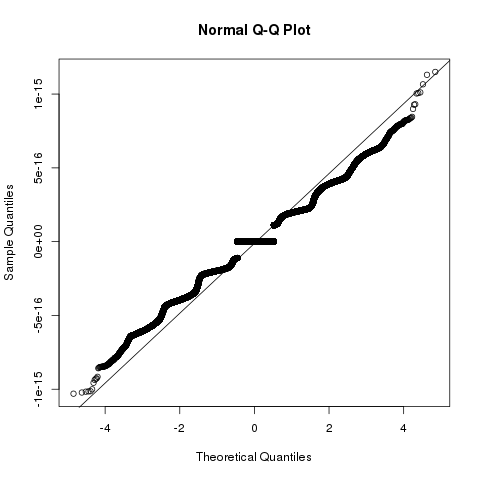 Normal Q-Q Plot
1e-15
5e-16
0e+00
-5e-16
-1e-15
Sample Quantiles
-4
-2
0
2
4
Theoretical Quantiles